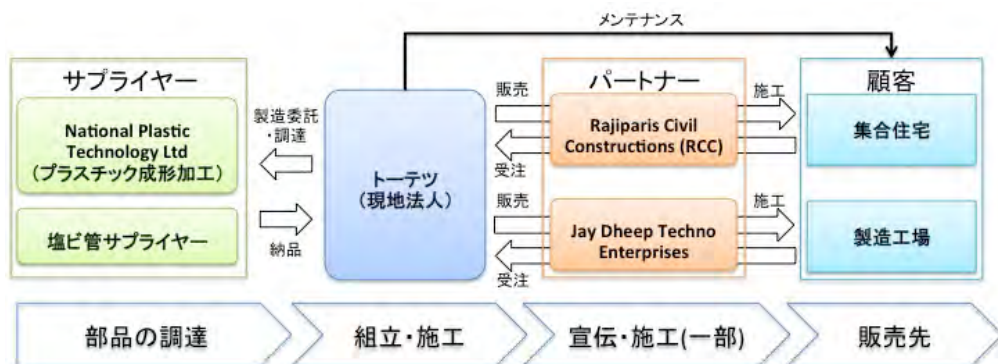 メンテナンス
サプライヤー
National Plastic
Technology Ltd
(プラスチック成形加工)
塩ビ管サプライヤー
製造委託
・調達
納品
トーテツ
(現地法人)
販売
受注
販売
受注
パートナー
Rajiparis Civil
Constructions (RCC)
Jay Dheep Techno
Enterprises
施工
施工
顧客
集合住宅
製造工場
部品の調達
組立・施工
宣伝・施工(一部)
販売先